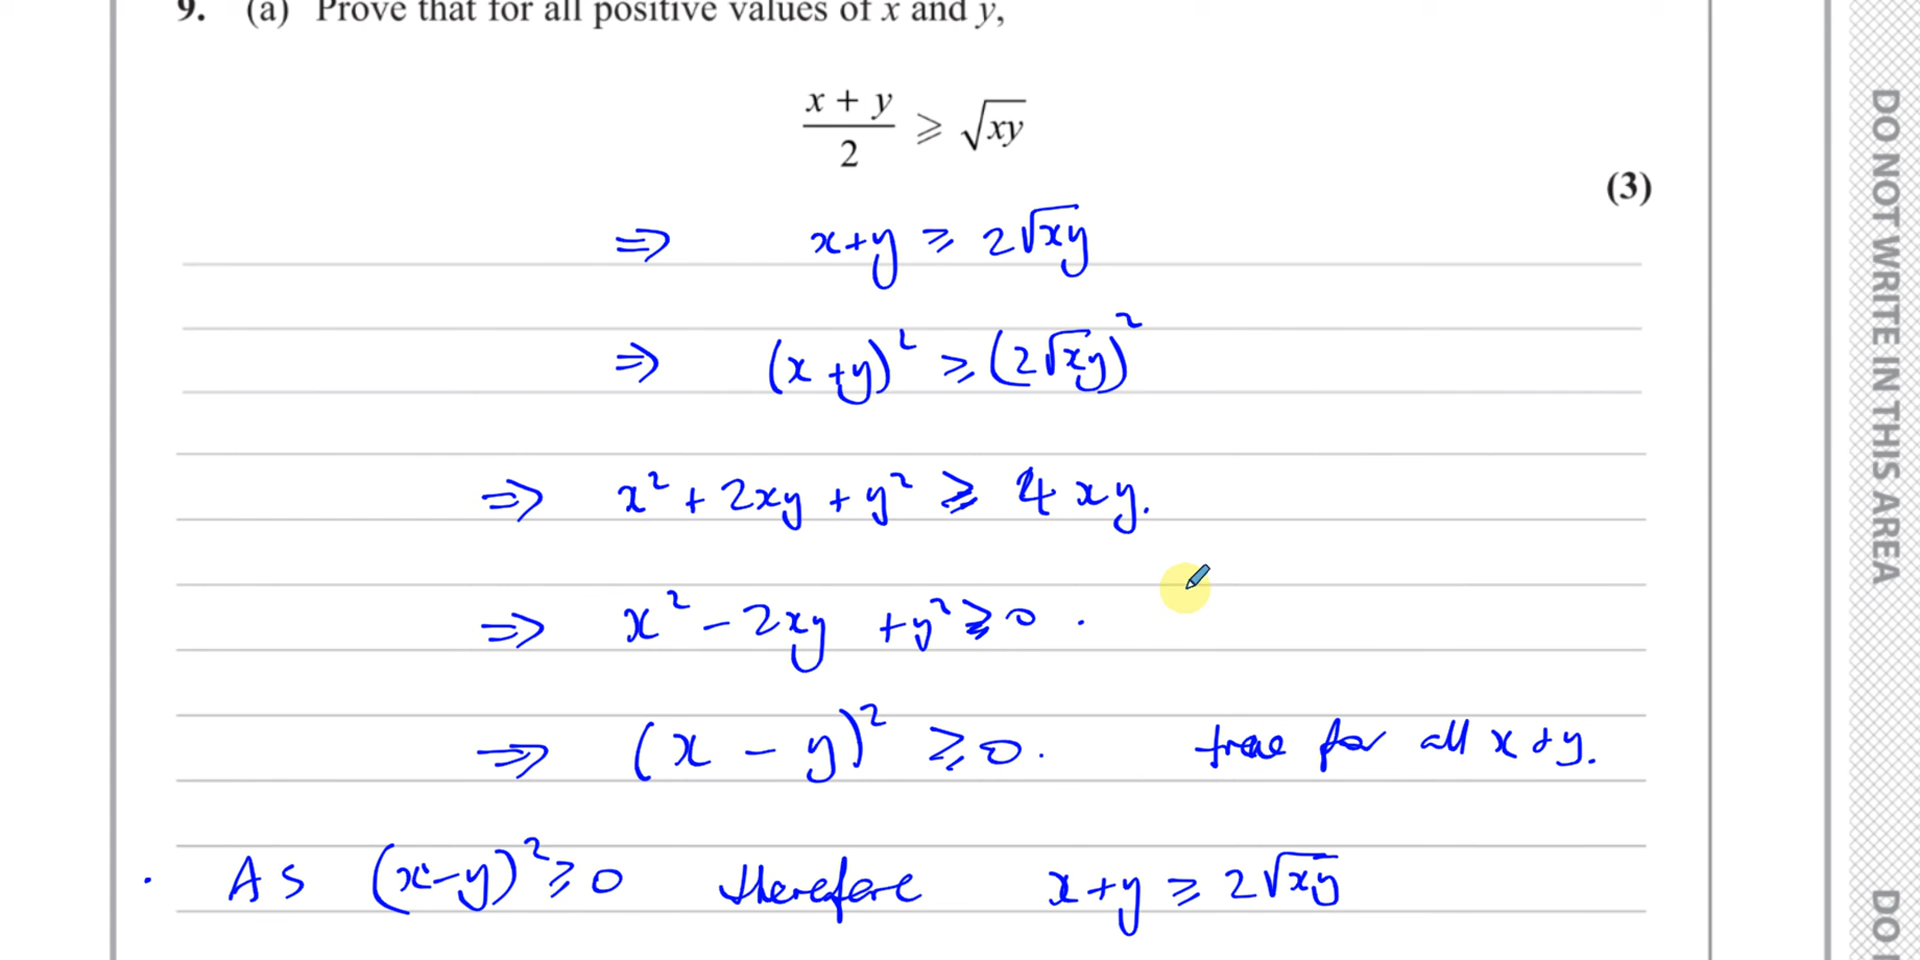 9. (a) Prove that for all positive values of x and y,
(x + y)/2 ⩾ √xy
(3)
⇒ x+y ⩾ 2√xy
⇒ (x+y)² ⩾ (2√xy)²
⇒ x² + 2xy + y² ⩾ 4xy.
⇒ x² - 2xy + y² ⩾ 0.
⇒ (x - y)² ⩾ 0. true for all x & y.
. As (x-y)² ⩾ 0 therefore x+y ⩾ 2√xy
DO NOT WRITE IN THIS AREA
DO